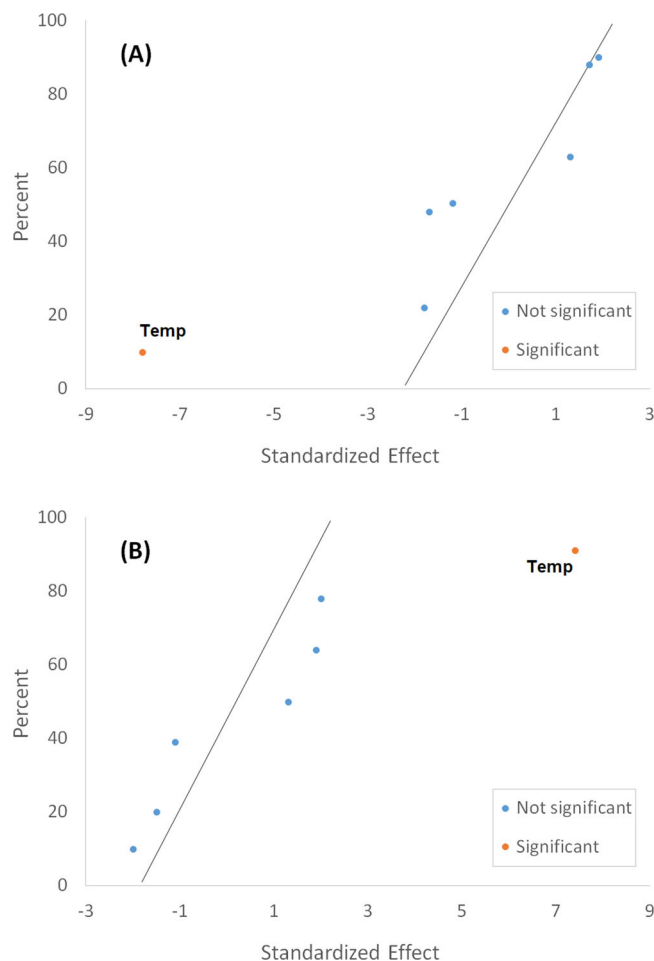 100
(A)
80
60
Percent
40
Not significant
20
Temp
Significant
0
-9 -7 -5 -3 -1 1 3
Standardized Effect
100
(B)
Temp
80
60
Percent
40
20
Not significant
Significant
0
-3 -1 1 3 5 7 9
Standardized Effect